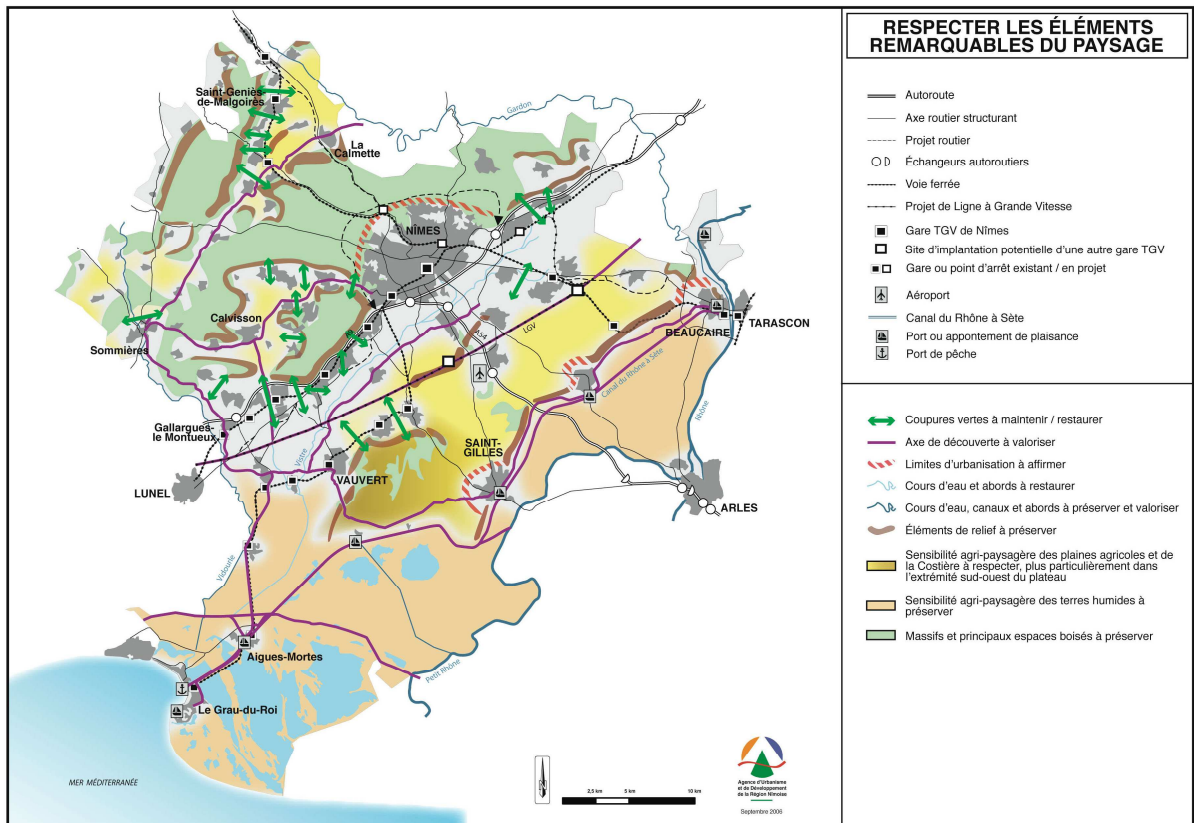 RESPECTER LES ÉLÉMENTS
REMARQUABLES DU PAYSAGE
Autoroute
Axe routier structurant
Projet routier
Échangeurs autoroutiers
Voie ferrée
Projet de Ligne à Grande Vitesse
Gare TGV de Nîmes
Site d'implantation potentielle d'une autre gare TGV
Gare ou point d'arrêt existant / en projet
Aéroport
Canal du Rhône à Sète
Port ou appontement de plaisance
Port de pêche
Coupures vertes à maintenir / restaurer
Axe de découverte à valoriser
Limites d'urbanisation à affirmer
Cours d'eau et abords à restaurer
Cours d'eau, canaux et abords à préserver et valoriser
Éléments de relief à préserver
Sensibilité agri-paysagère des plaines agricoles et de
la Costière à respecter, plus particulièrement dans
l'extrémité sud-ouest du plateau
Sensibilité agri-paysagère des terres humides à
préserver
Massifs et principaux espaces boisés à préserver
Saint-Geniès-
de-Malgoires
Gardon
La
Calmette
NÎMES
Calvisson
Sommières
LGV
A54
BEAUCAIRE
TARASCON
Canal du Rhône à Sète
Rhône
Gallargues-
le Montueux
Vistre
SAINT-
GILLES
VAUVERT
LUNEL
ARLES
Vidourle
Aigues-Mortes
Petit Rhône
Le Grau-du-Roi
MER MÉDITERRANÉE
2,5 km 5 km 10 km
Agence d'Urbanisme
et de Développement
de la Région Nîmoise
Septembre 2006